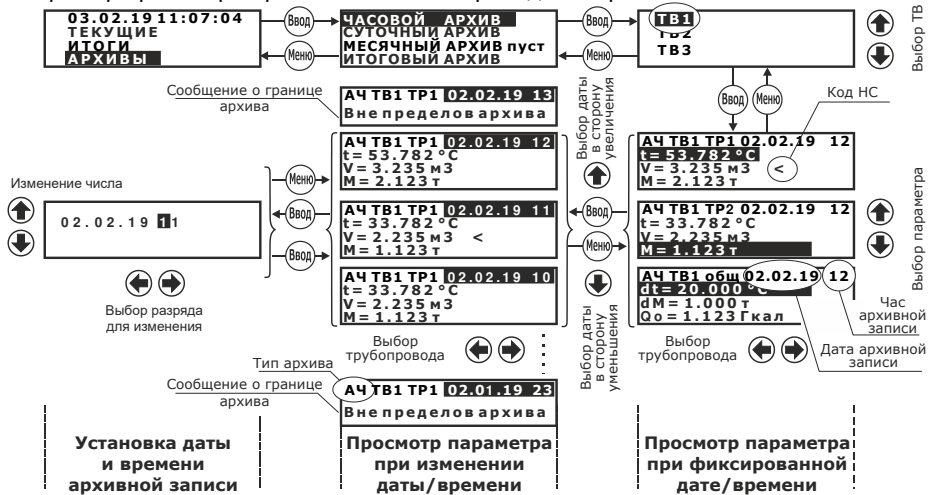 03.02.19 11:07:04
ТЕКУЩИЕ
ИТОГИ
АРХИВЫ
Ввод
Меню
ЧАСОВОЙ АРХИВ
СУТОЧНЫЙ АРХИВ
МЕСЯЧНЫЙ АРХИВ пуст
ИТОГОВЫЙ АРХИВ
Ввод
Меню
ТВ1
ТВ2
ТВ3
Выбор ТВ
Ввод
Меню
Код НС
Сообщение о границе
архива
АЧ ТВ1 ТР1 02.02.19 13
Вне пределов архива
Выбор даты
в сторону
увеличения
АЧ ТВ1 ТР1 02.02.19 12
t= 53.782 °С
V= 3.235 м3
М= 2.123 т
АЧ ТВ1 ТР1 02.02.19 12
t= 53.782 °С
V= 3.235 м3 <
М= 2.123 т
Изменение числа
02.02.19 11
Выбор разряда
для изменения
Меню
Ввод
Ввод
АЧ ТВ1 ТР1 02.02.19 11
t= 33.782 °С
V= 2.235 м3 <
М= 1.123 т
Ввод
Меню
АЧ ТВ1 ТР2 02.02.19 12
t= 33.782 °С
V= 2.235 м3
М= 1.123 т
Выбор параметра
АЧ ТВ1 ТР1 02.02.19 10
t= 33.782 °С
V= 2.235 м3
М= 1.123 т
АЧ ТВ1 общ 02.02.19 12
dt= 20.000 °С
dM= 1.000 т
Qо= 1.123 Гкал
Час
архивной
записи
Дата архивной
записи
Выбор
трубопровода
Выбор даты
в сторону
уменьшения
Выбор
трубопровода
Тип архива
Сообщение о границе
архива
АЧ ТВ1 ТР1 02.01.19 23
Вне пределов архива
Установка даты
и времени
архивной записи
Просмотр параметра
при изменении
даты/времени
Просмотр параметра
при фиксированной
дате/времени